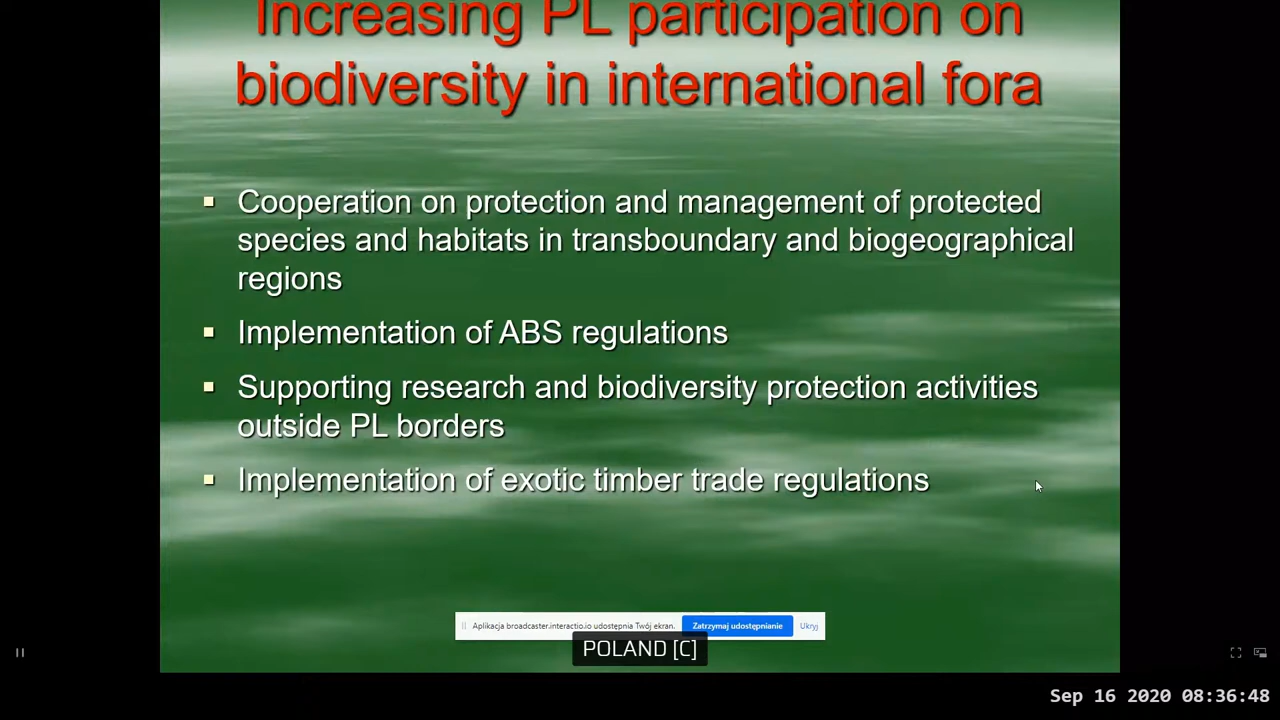 Increasing PL participation on
biodiversity in international fora
Cooperation on protection and management of protected
species and habitats in transboundary and biogeographical
regions
Implementation of ABS regulations
Supporting research and biodiversity protection activities
outside PL borders
Implementation of exotic timber trade regulations
Aplikacja broadcaster.interactio.io udostępnia Twój ekran. Zatrzymaj udostępnianie Ukryj
POLAND [C]
Sep 16 2020 08:36:48